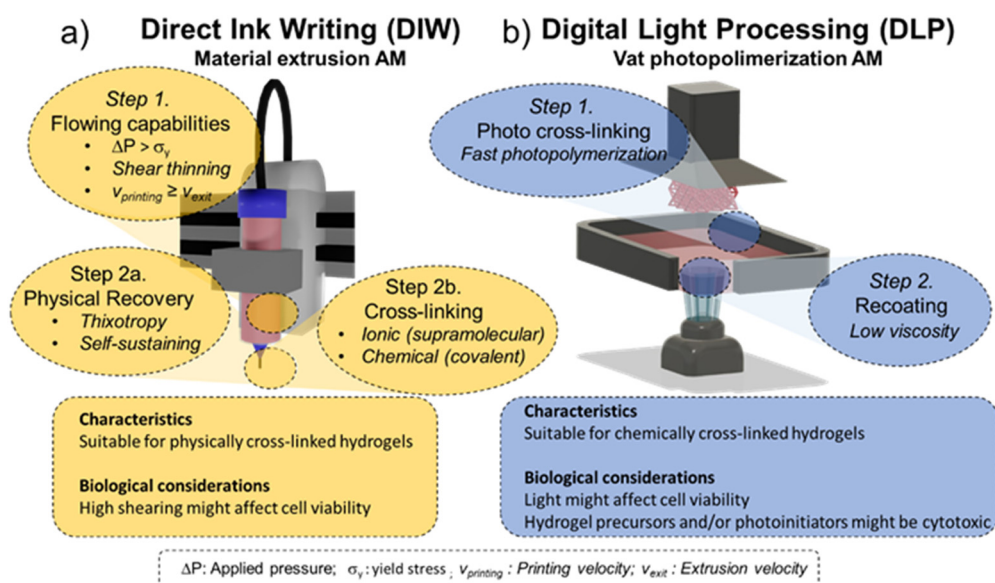 a) Direct Ink Writing (DIW)
Material extrusion AM
Step 1.
Flowing capabilities
• ΔP > σy
• Shear thinning
• vprinting ≥ vexit
Step 2a.
Physical Recovery
• Thixotropy
• Self-sustaining
Step 2b.
Cross-linking
• Ionic (supramolecular)
• Chemical (covalent)
Characteristics
Suitable for physically cross-linked hydrogels
Biological considerations
High shearing might affect cell viability
b) Digital Light Processing (DLP)
Vat photopolimerization AM
Step 1.
Photo cross-linking
Fast photopolymerization
Step 2.
Recoating
Low viscosity
Characteristics
Suitable for chemically cross-linked hydrogels
Biological considerations
Light might affect cell viability
Hydrogel precursors and/or photoinitiators might be cytotoxic
ΔP: Applied pressure; σy : yield stress ; vprinting : Printing velocity; vexit : Extrusion velocity